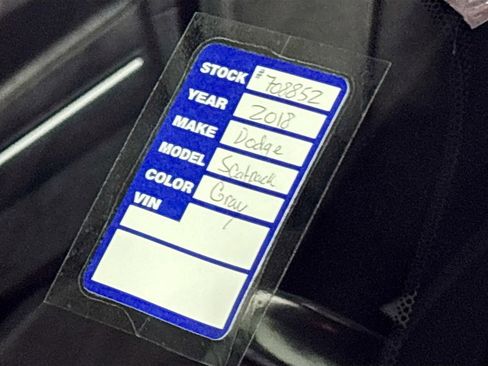 STOCK #708852
YEAR 2018
MAKE Dodge
MODEL Scatpack
COLOR Gray
VIN